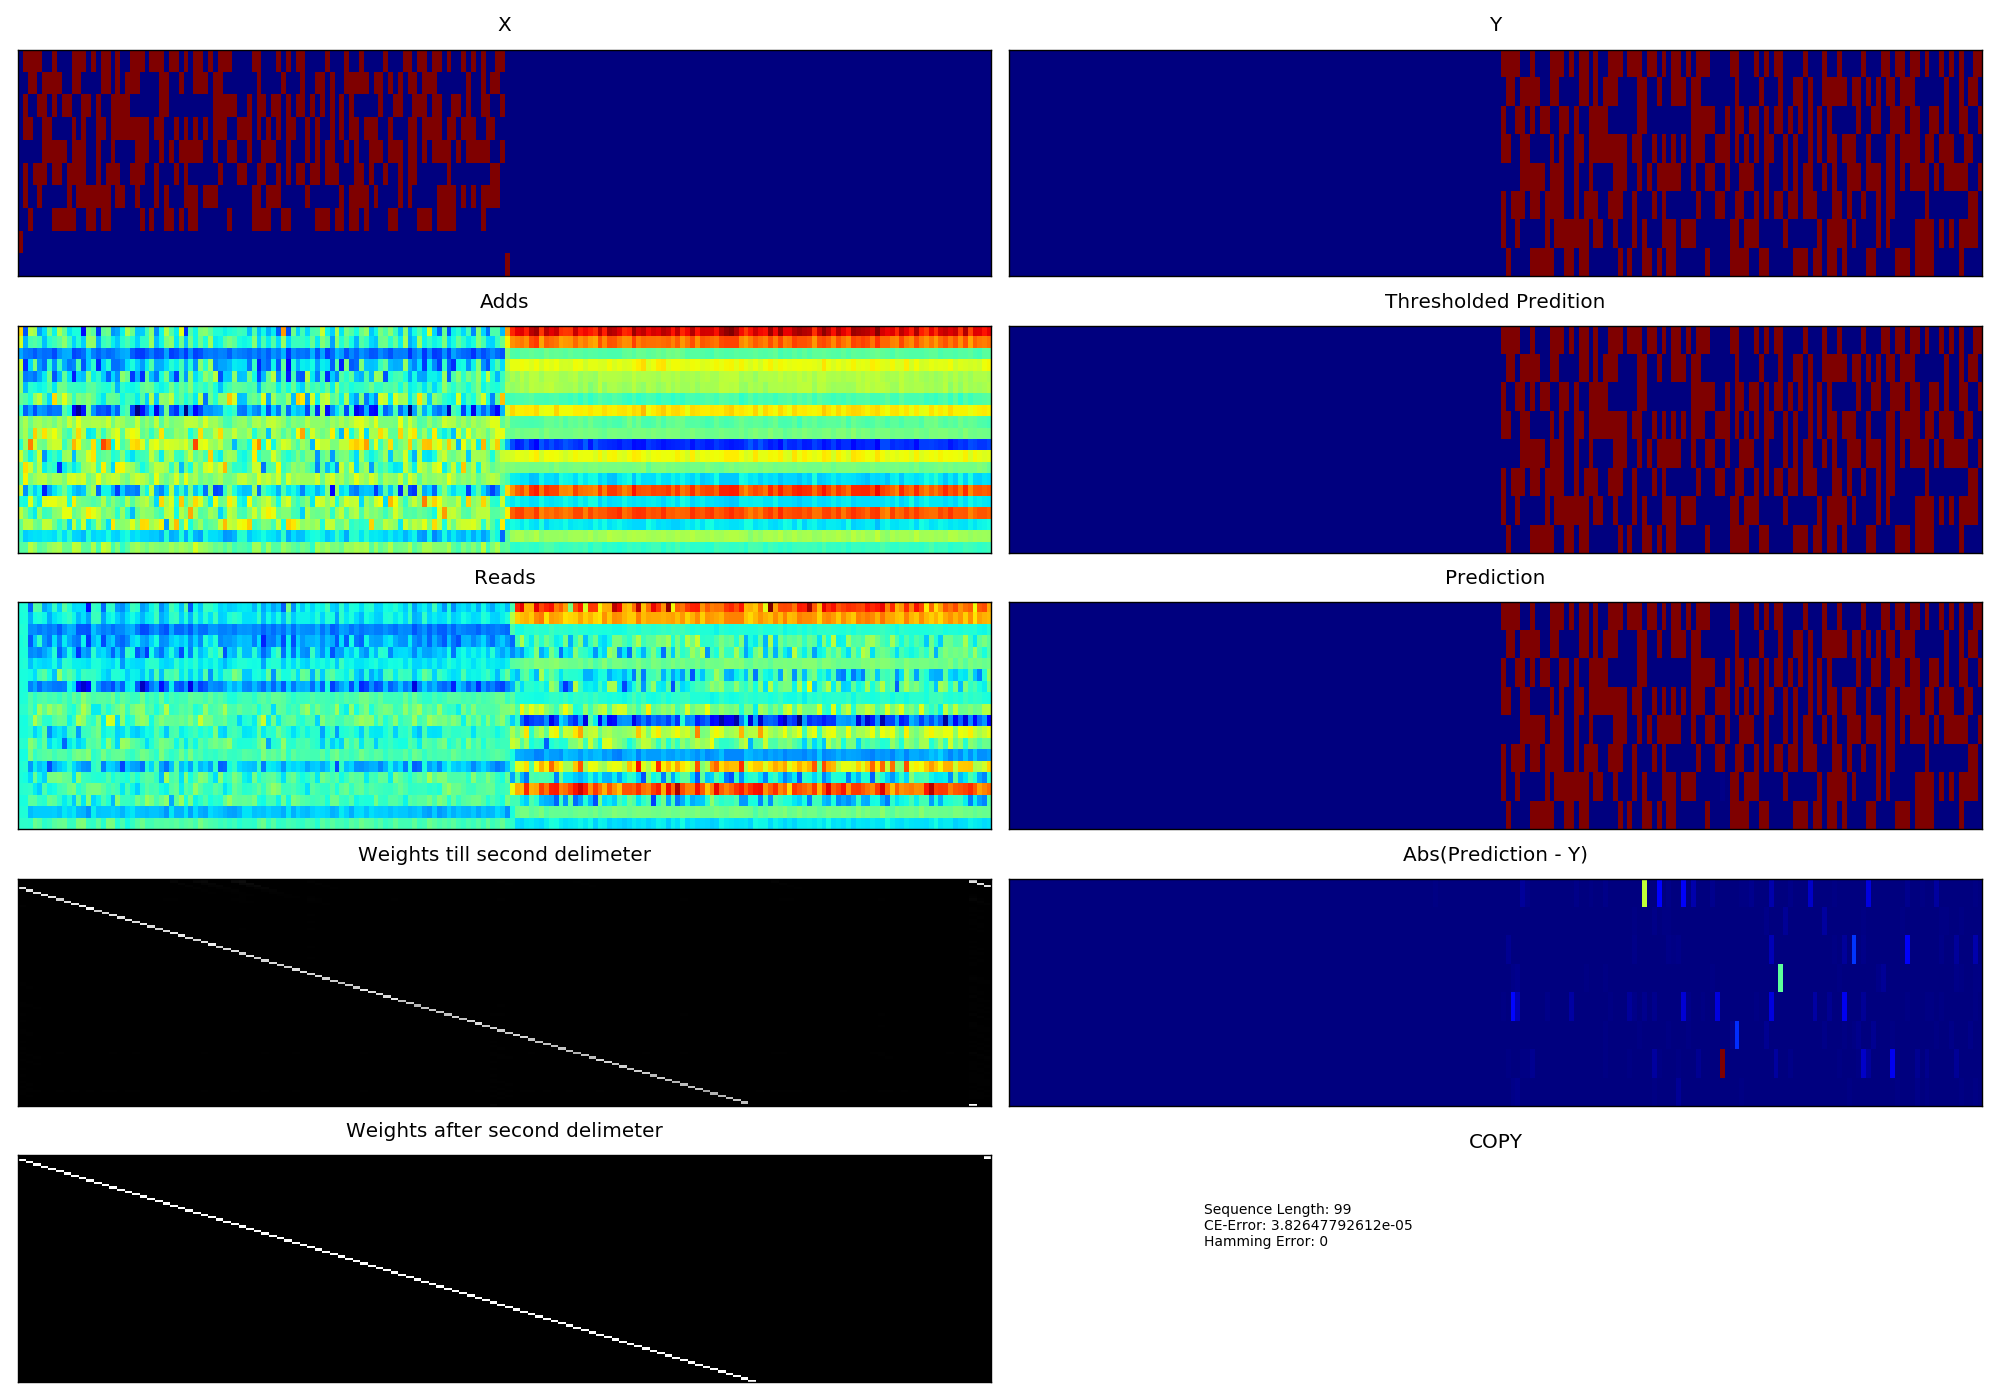 X
Y
Adds
Thresholded Predition
Reads
Prediction
Weights till second delimeter
Abs(Prediction - Y)
Weights after second delimeter
COPY
Sequence Length: 99
CE-Error: 3.82647792612e-05
Hamming Error: 0